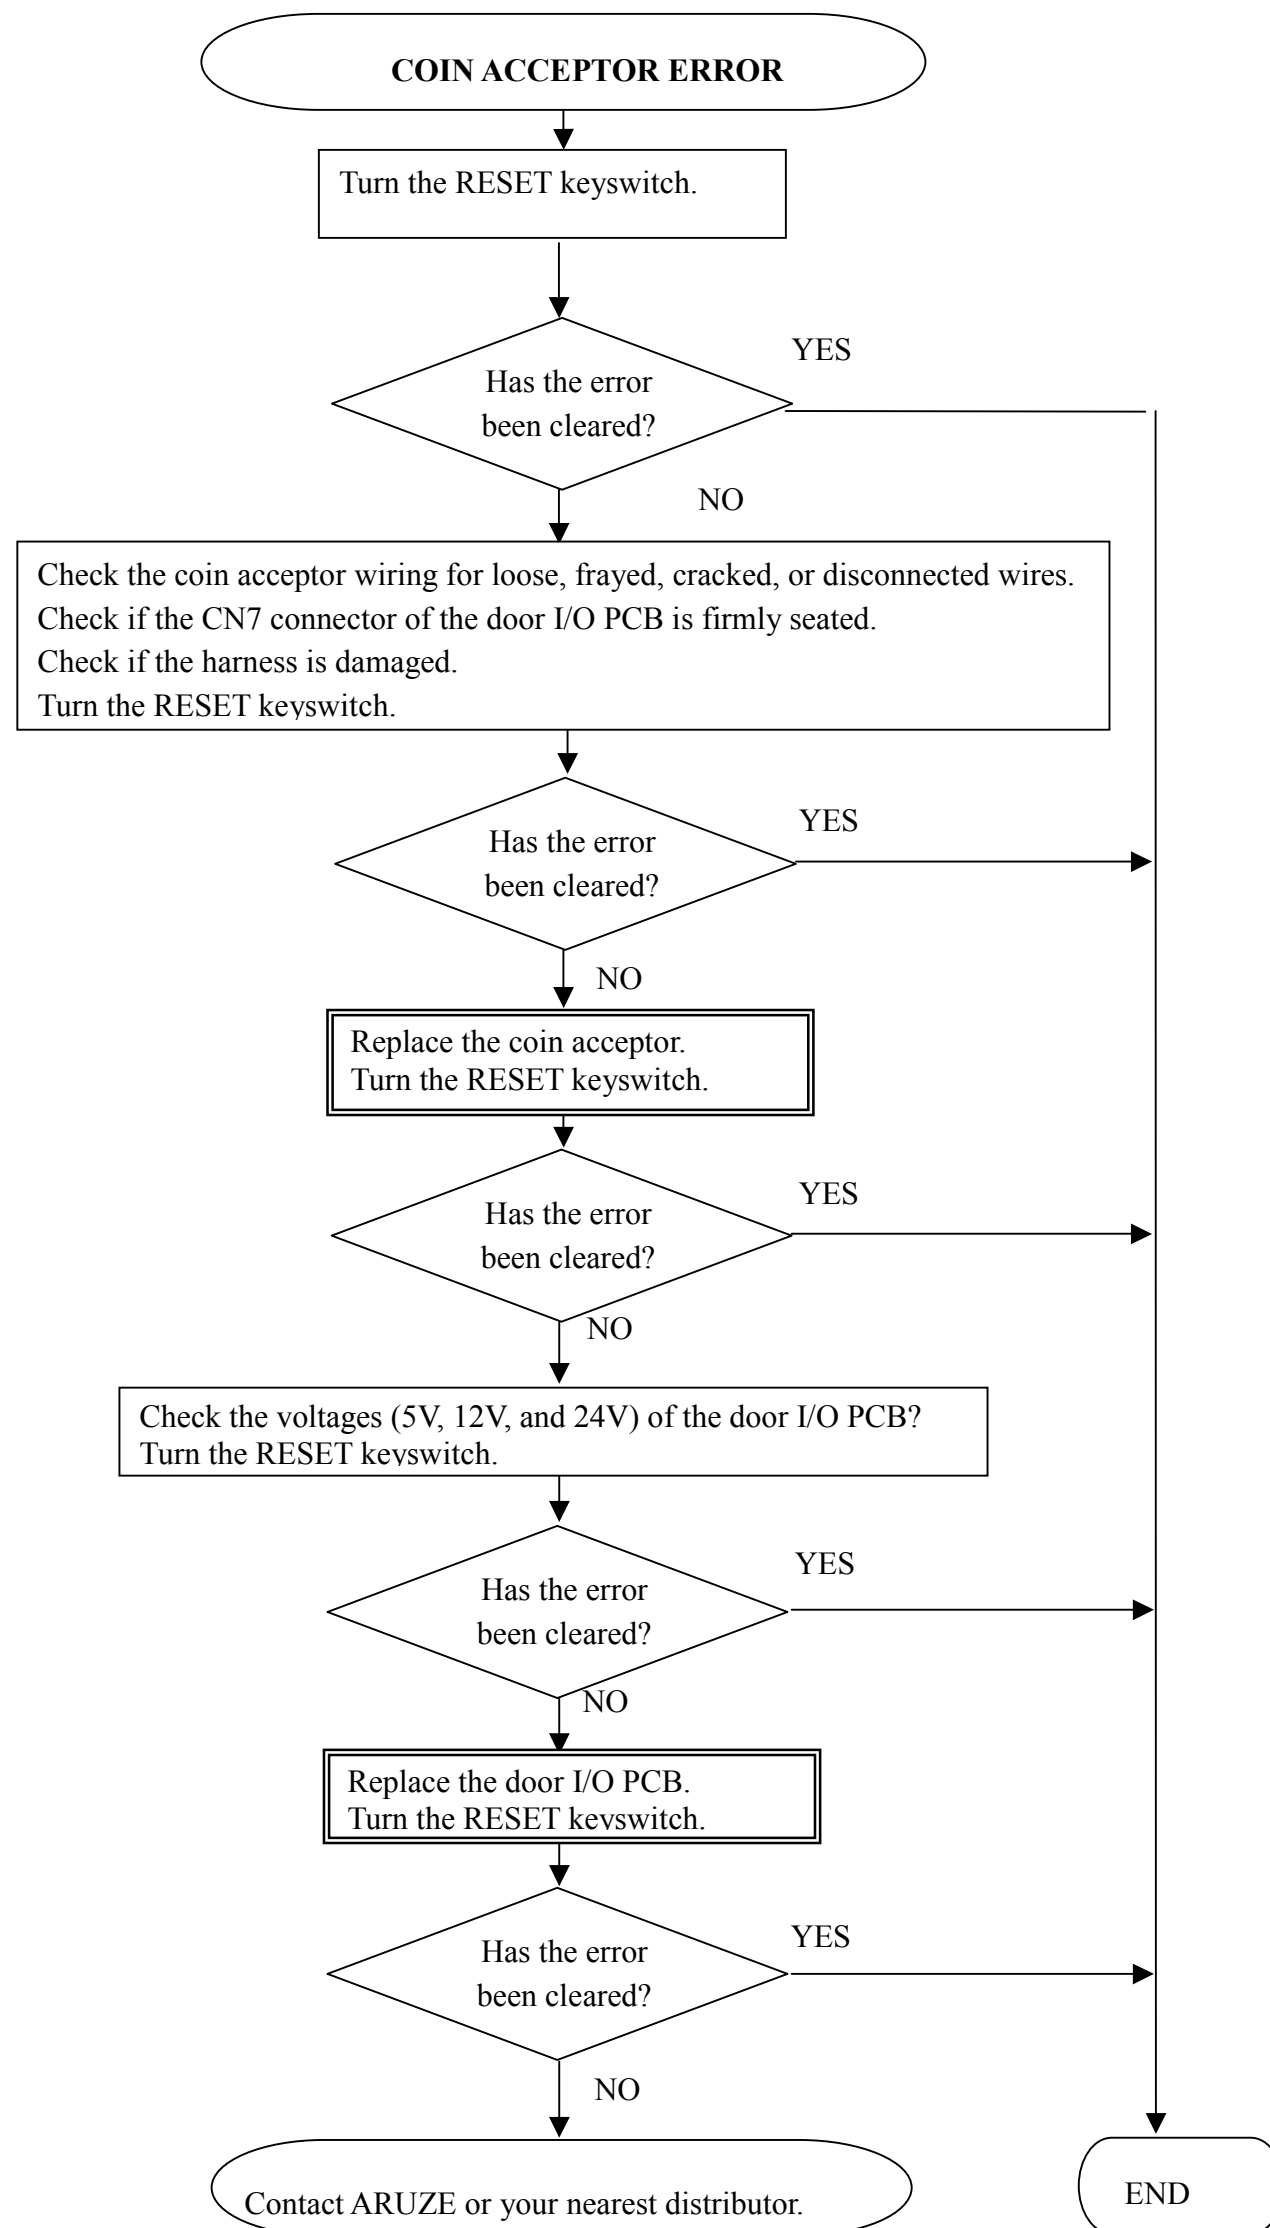 COIN ACCEPTOR ERROR
Turn the RESET keyswitch.
YES
Has the error
been cleared?
NO
Check the coin acceptor wiring for loose, frayed, cracked, or disconnected wires.
Check if the CN7 connector of the door I/O PCB is firmly seated.
Check if the harness is damaged.
Turn the RESET keyswitch.
YES
Has the error
been cleared?
NO
Replace the coin acceptor.
Turn the RESET keyswitch.
YES
Has the error
been cleared?
NO
Check the voltages (5V, 12V, and 24V) of the door I/O PCB?
Turn the RESET keyswitch.
YES
Has the error
been cleared?
NO
Replace the door I/O PCB.
Turn the RESET keyswitch.
YES
Has the error
been cleared?
NO
Contact ARUZE or your nearest distributor.
END